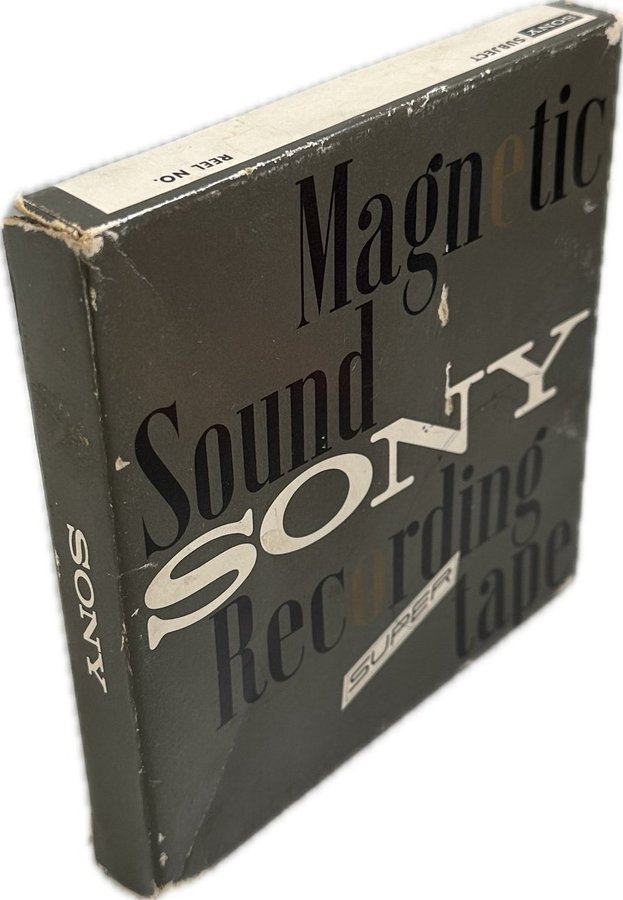 SONY SUBJECT
REEL NO.
Magnetic
Sound
SONY
Recording
SUPER
tape
SONY